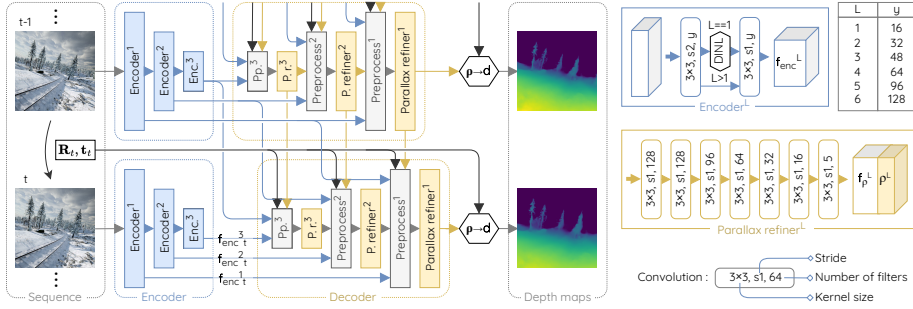 t-1
Encoder¹
Encoder²
Enc.³
Pp.³
P. r.³
Preprocess²
P. refiner²
Preprocess¹
Parallax refiner¹
ρ→d
R_t, t_t
t
Encoder¹
Encoder²
Enc.³
Pp.³
P. r.³
Preprocess²
P. refiner²
Preprocess¹
Parallax refiner¹
ρ→d
f_enc³_t
f_enc²_t
f_enc¹_t
Sequence
Encoder
Decoder
Depth maps
3×3, s2, y
L==1
DINL
L>1
3×3, s1, y
f_enc^L
Encoder^L
L y
1 16
2 32
3 48
4 64
5 96
6 128
3×3, s1, 128
3×3, s1, 128
3×3, s1, 96
3×3, s1, 64
3×3, s1, 32
3×3, s1, 16
3×3, s1, 5
f_ρ^L ρ^L
Parallax refiner^L
Convolution : 3×3, s1, 64
Stride
Number of filters
Kernel size